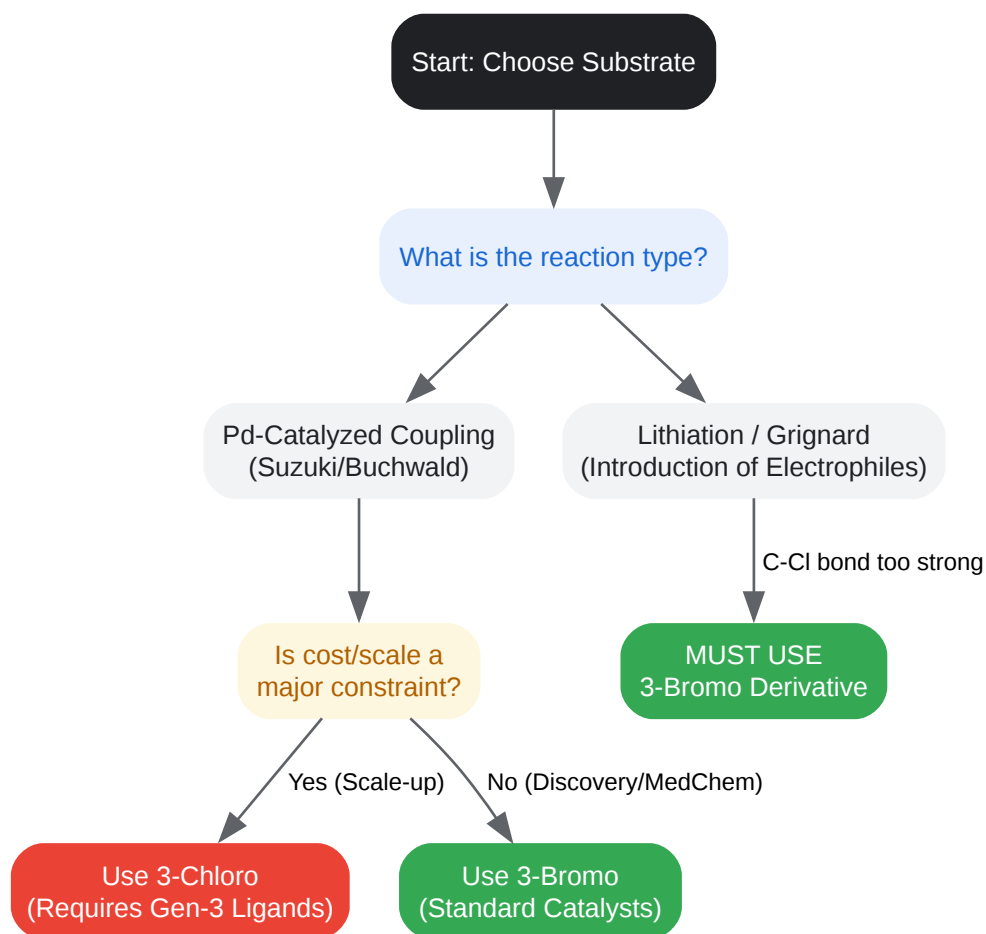 Start: Choose Substrate
What is the reaction type?
Pd-Catalyzed Coupling
(Suzuki/Buchwald)
Lithiation / Grignard
(Introduction of Electrophiles)
C-Cl bond too strong
Is cost/scale a
major constraint?
MUST USE
3-Bromo Derivative
Yes (Scale-up)
No (Discovery/MedChem)
Use 3-Chloro
(Requires Gen-3 Ligands)
Use 3-Bromo
(Standard Catalysts)